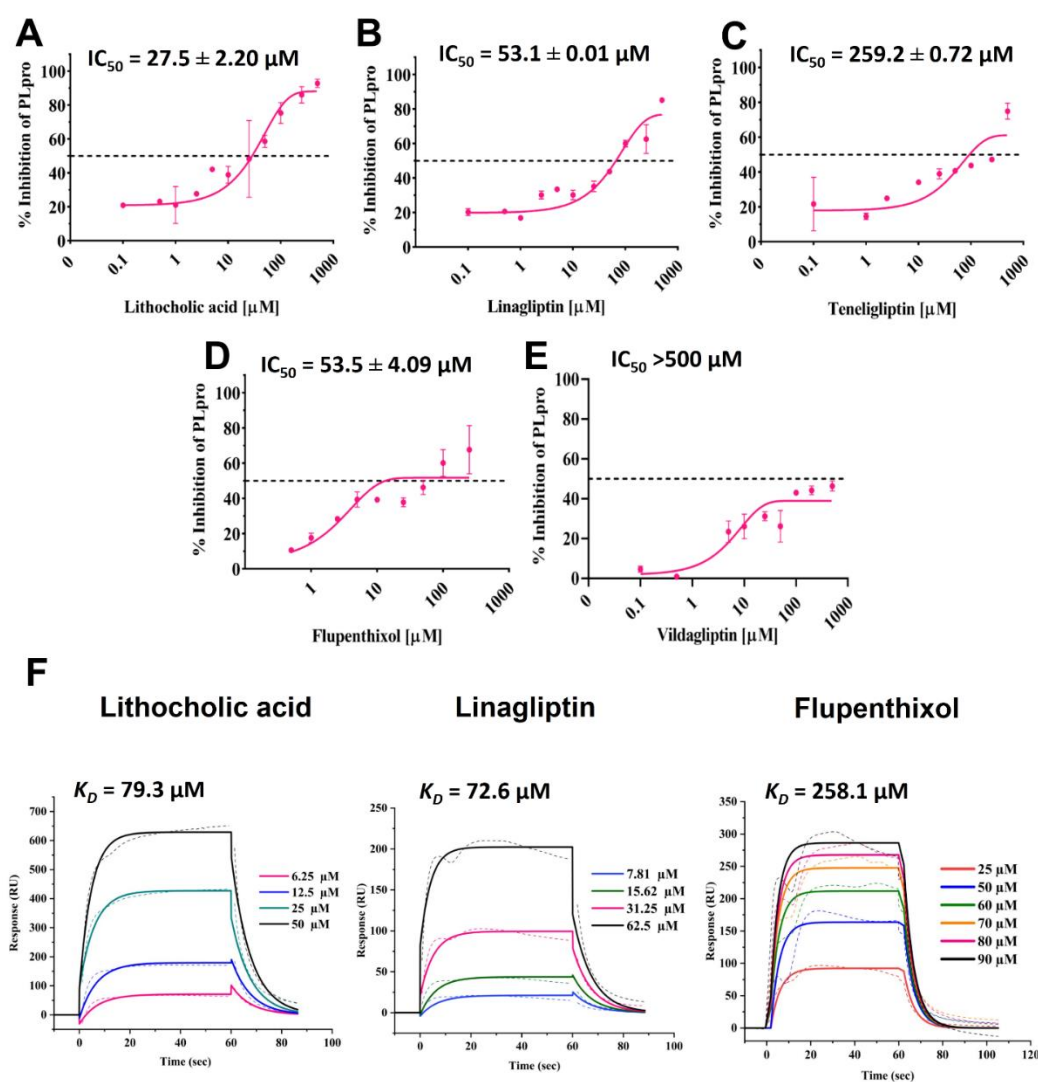 A
IC50 = 27.5 ± 2.20 µM
% Inhibition of PLpro
100
80
60
40
20
0
0
0.1
1
10
100
1000
Lithocholic acid [µM]
B
IC50 = 53.1 ± 0.01 µM
% Inhibition of PLpro
100
80
60
40
20
0
0
0.1
1
10
100
1000
Linagliptin [µM]
C
IC50 = 259.2 ± 0.72 µM
% Inhibition of PLpro
100
80
60
40
20
0
0
0.1
1
10
100
1000
Teneligliptin [µM]
D
IC50 = 53.5 ± 4.09 µM
% Inhibition of PLpro
100
80
60
40
20
0
1
10
100
1000
Flupenthixol [µM]
E
IC50 >500 µM
% Inhibition of PLpro
100
80
60
40
20
0
0
0.1
1
10
100
1000
Vildagliptin [µM]
F
Lithocholic acid
KD = 79.3 µM
Response (RU)
700
600
500
400
300
200
100
0
0
20
40
60
80
100
Time (sec)
6.25 µM
12.5 µM
25 µM
50 µM
Linagliptin
KD = 72.6 µM
Response (RU)
250
200
150
100
50
0
0
20
40
60
80
100
Time (sec)
7.81 µM
15.62 µM
31.25 µM
62.5 µM
Flupenthixol
KD = 258.1 µM
Response (RU)
350
300
250
200
150
100
50
0
0
20
40
60
80
100
Time (sec)
25 µM
50 µM
60 µM
70 µM
80 µM
90 µM